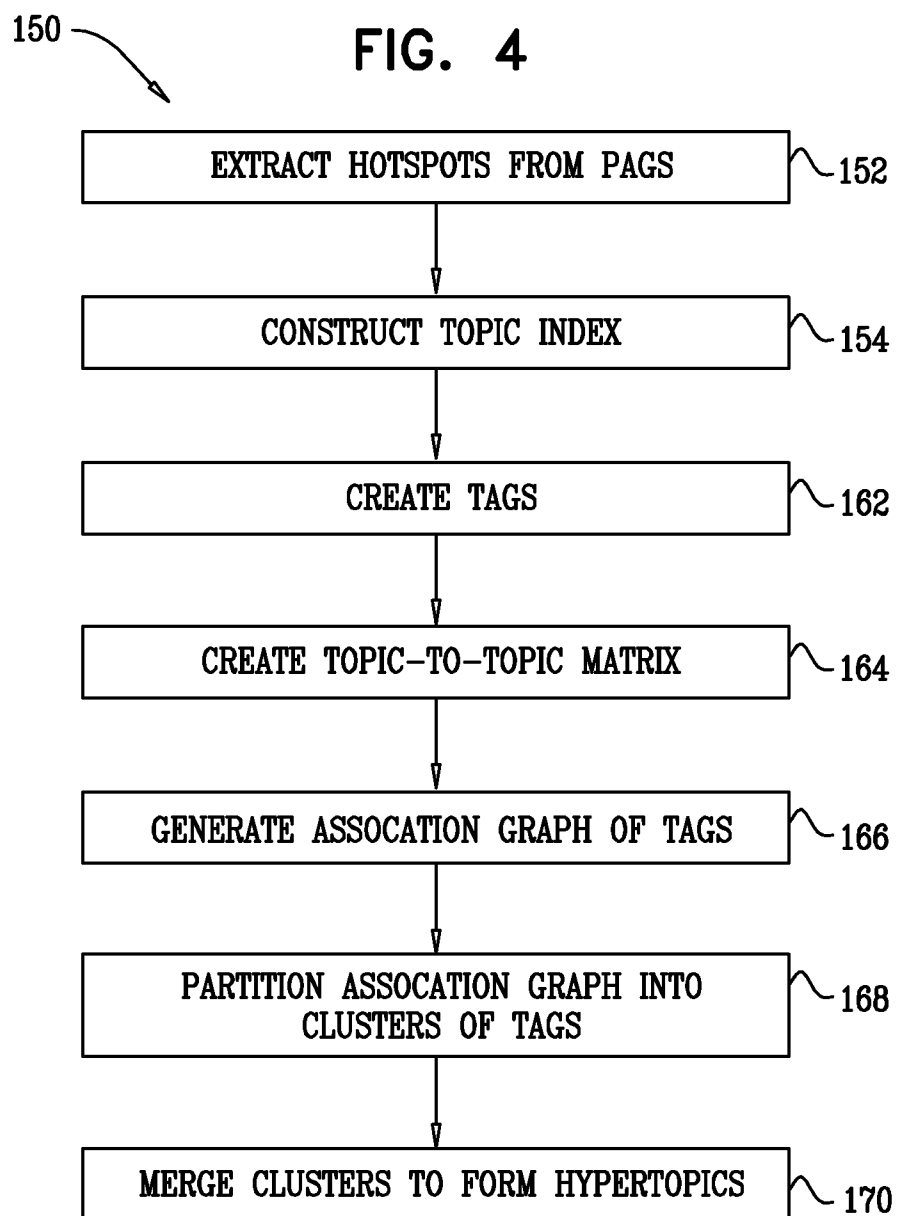 150
FIG. 4
EXTRACT HOTSPOTS FROM PAGS
152
CONSTRUCT TOPIC INDEX
154
CREATE TAGS
162
CREATE TOPIC-TO-TOPIC MATRIX
164
GENERATE ASSOCATION GRAPH OF TAGS
166
PARTITION ASSOCATION GRAPH INTO
CLUSTERS OF TAGS
168
MERGE CLUSTERS TO FORM HYPERTOPICS
170